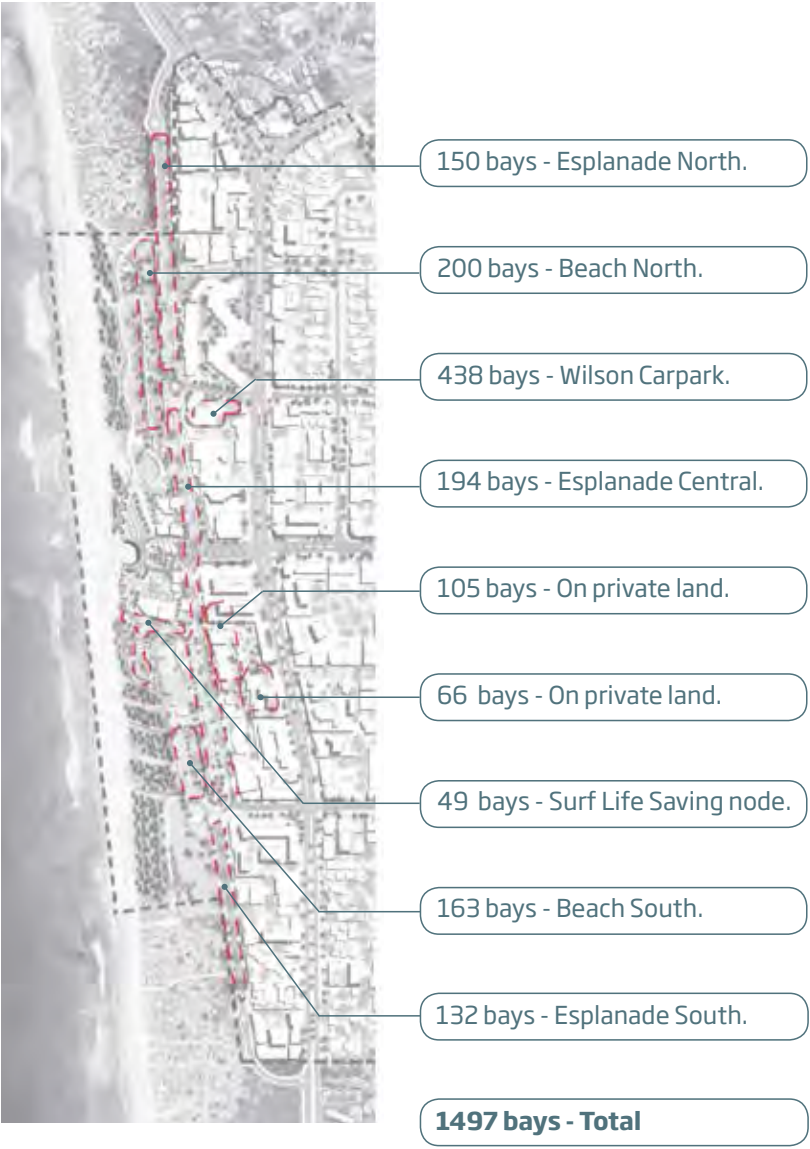 150 bays - Esplanade North.
200 bays - Beach North.
438 bays - Wilson Carpark.
194 bays - Esplanade Central.
105 bays - On private land.
66 bays - On private land.
49 bays - Surf Life Saving node.
163 bays - Beach South.
132 bays - Esplanade South.
1497 bays - Total